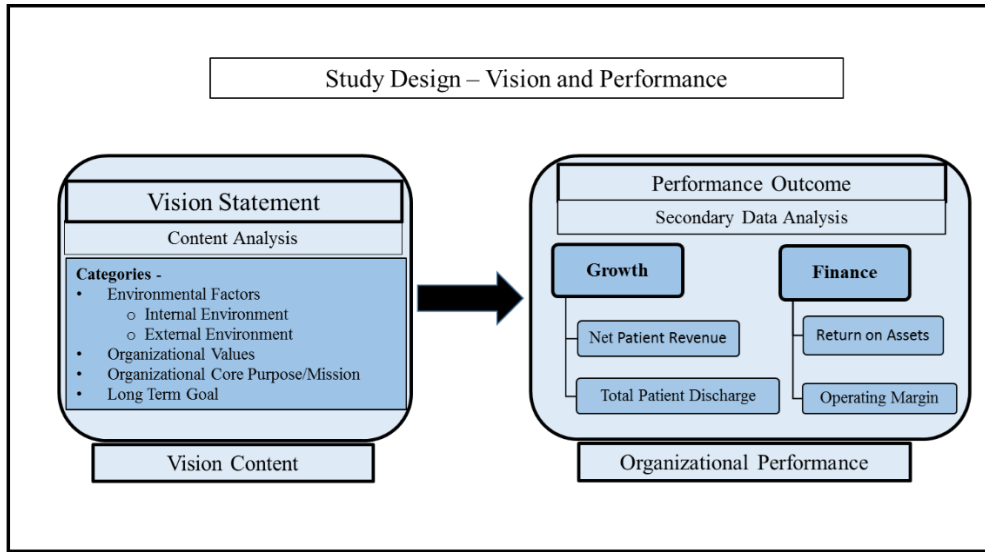 Study Design – Vision and Performance
Vision Statement
Content Analysis
Categories -
• Environmental Factors
o Internal Environment
o External Environment
• Organizational Values
• Organizational Core Purpose/Mission
• Long Term Goal
Vision Content
Performance Outcome
Secondary Data Analysis
Growth
Net Patient Revenue
Total Patient Discharge
Finance
Return on Assets
Operating Margin
Organizational Performance